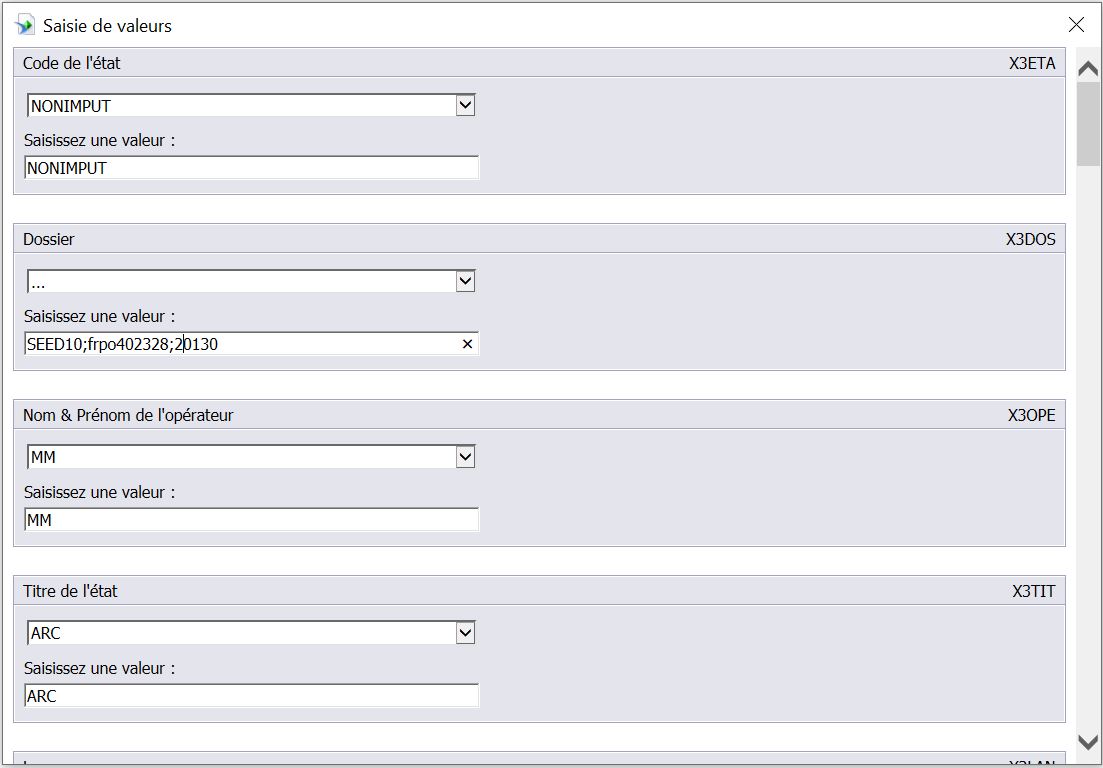 Saisie de valeurs
Code de l'état X3ETA
NONIMPUT
Saisissez une valeur :
NONIMPUT
Dossier X3DOS
...
Saisissez une valeur :
SEED10;frpo402328;20130
Nom & Prénom de l'opérateur X3OPE
MM
Saisissez une valeur :
MM
Titre de l'état X3TIT
ARC
Saisissez une valeur :
ARC
X3LAN